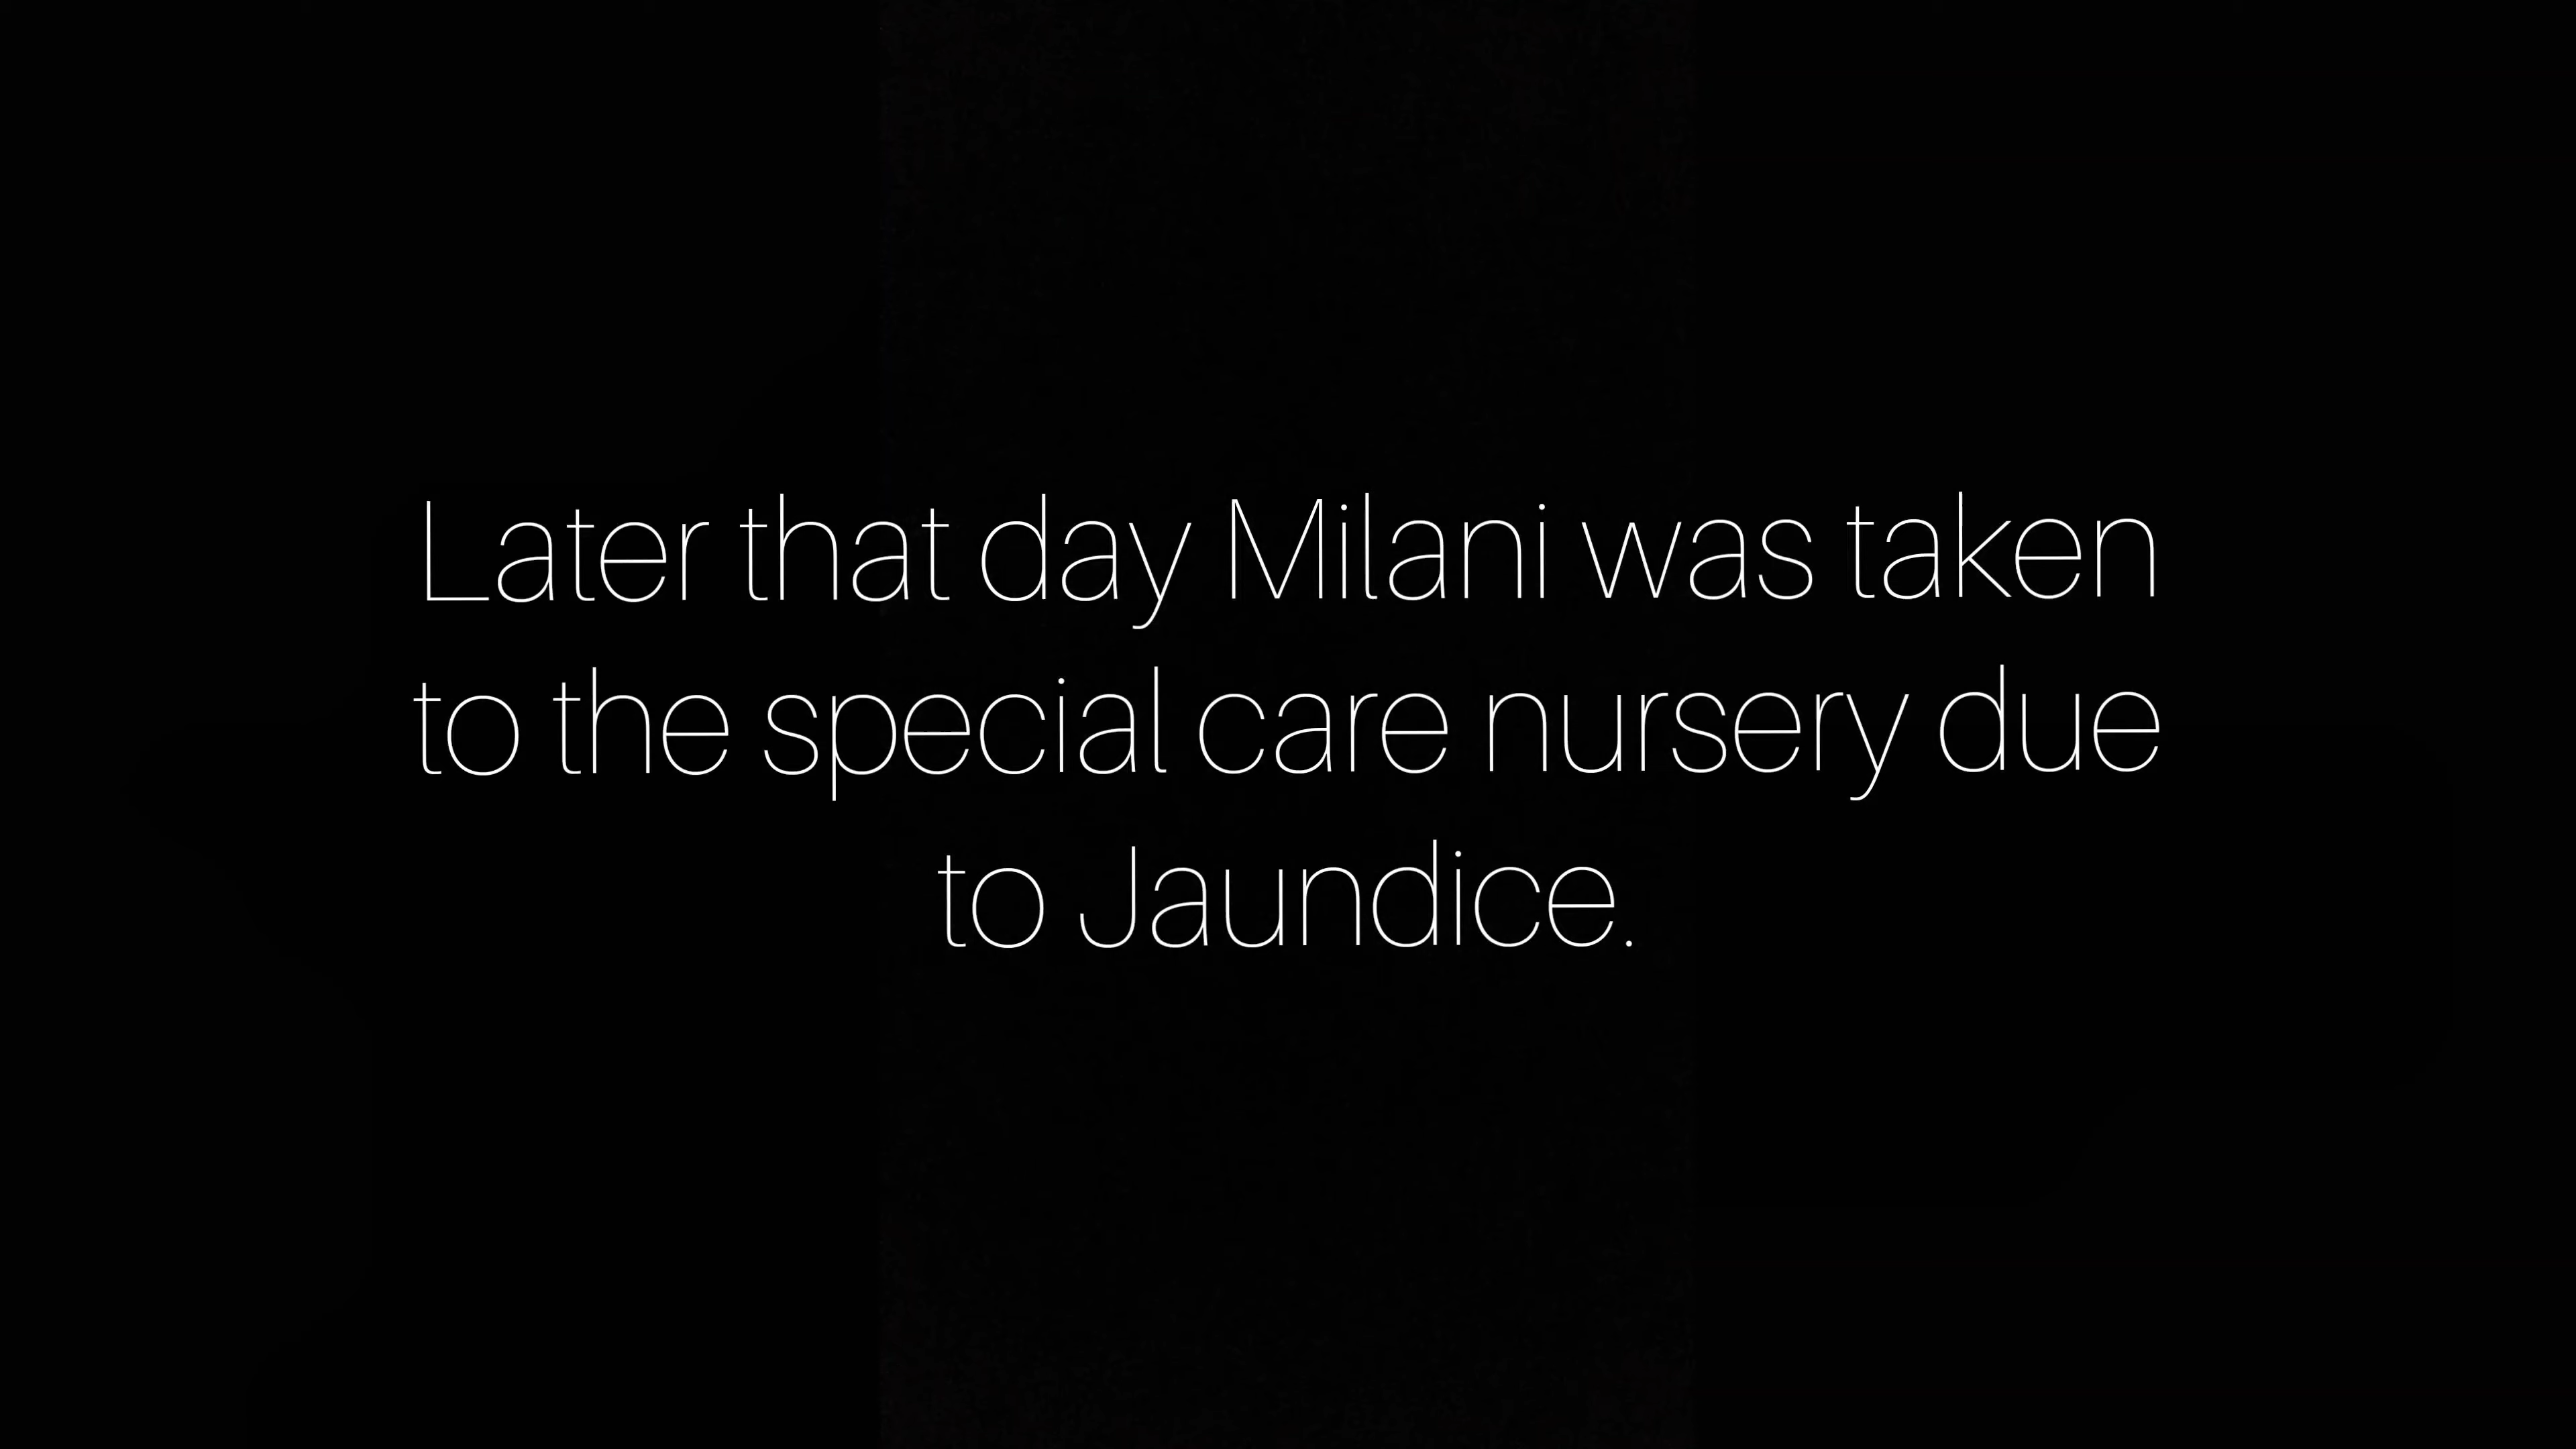 Later that day Milani was taken
to the special care nursery due
to Jaundice.